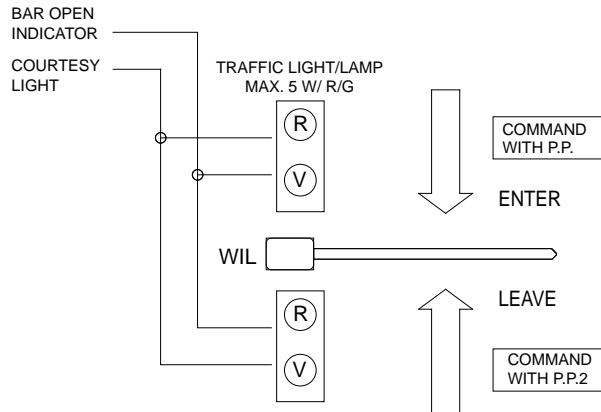 BAR OPEN
INDICATOR
COURTESY
LIGHT
TRAFFIC LIGHT/LAMP
MAX. 5 W/ R/G
R
V
COMMAND
WITH P.P.
ENTER
WIL
LEAVE
R
V
COMMAND
WITH P.P.2